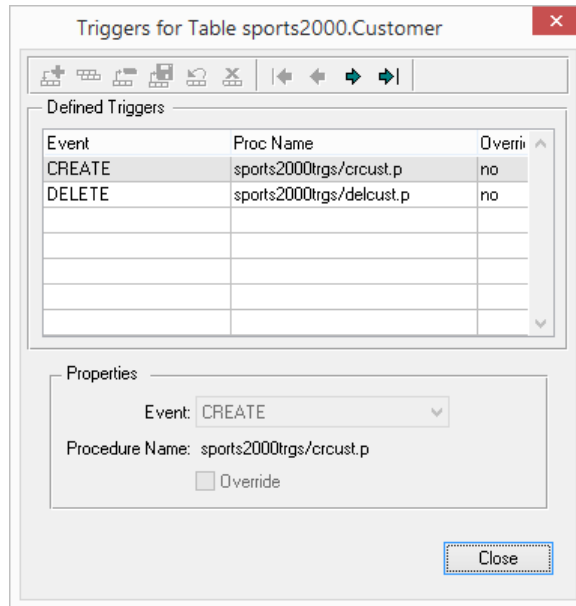 Triggers for Table sports2000.Customer
Defined Triggers
Event Proc Name Overri
CREATE sports2000trgs/crcust.p no
DELETE sports2000trgs/delcust.p no
Properties
Event: CREATE
Procedure Name: sports2000trgs/crcust.p
Override
Close